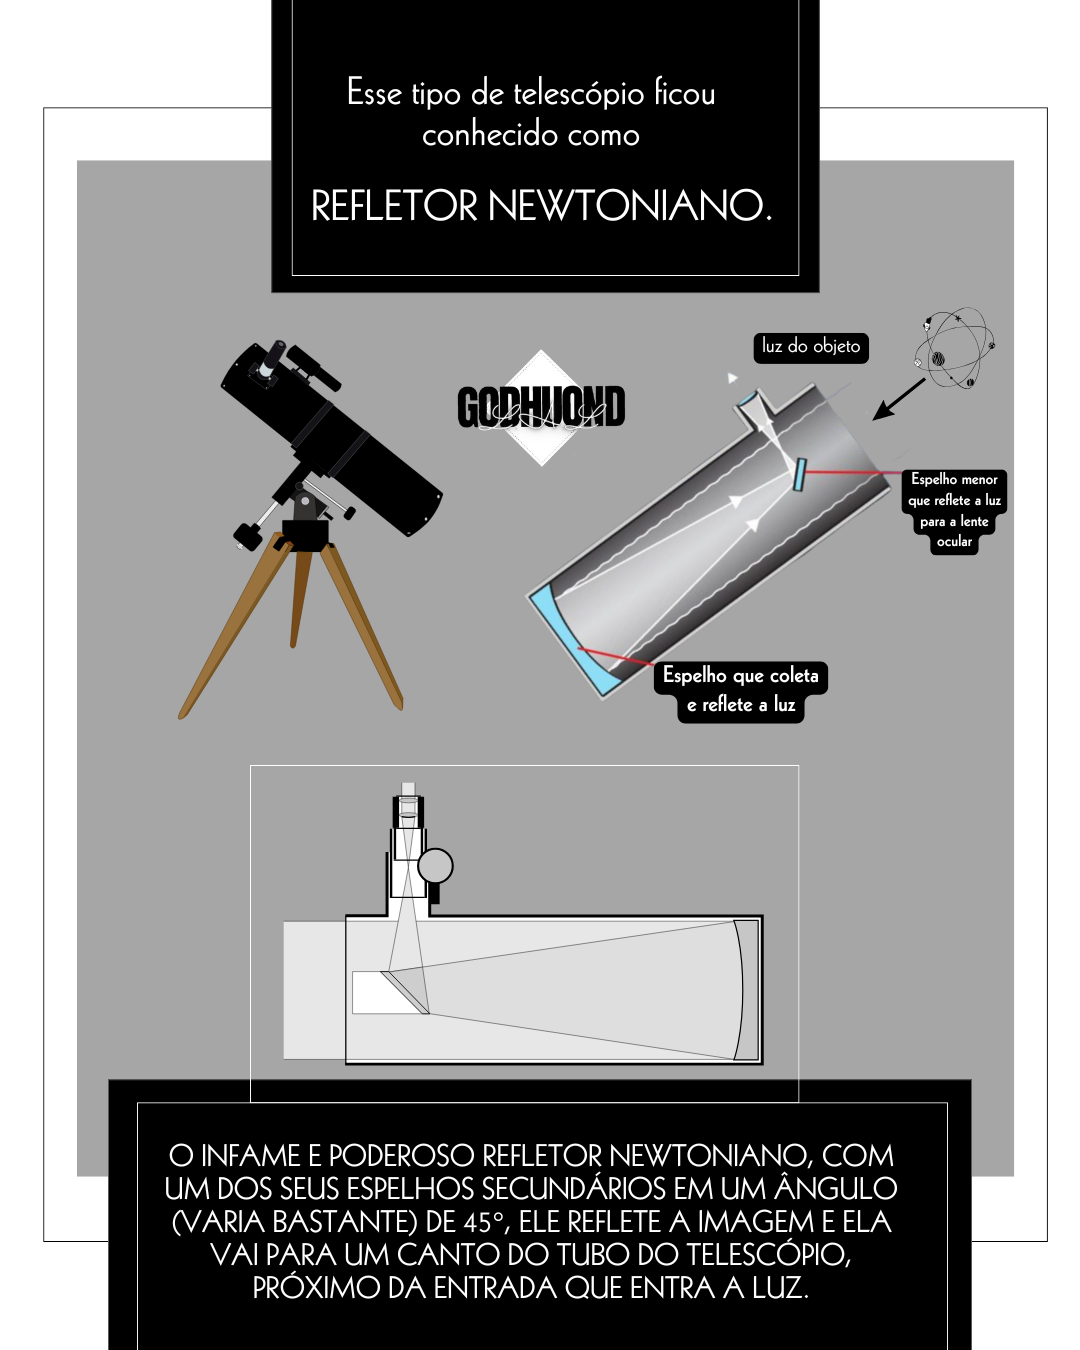 Esse tipo de telescópio ficou
conhecido como
REFLETOR NEWTONIANO.
luz do objeto
GODHUOND
Espelho menor
que reflete a luz
para a lente
ocular
Espelho que coleta
e reflete a luz
O INFAME E PODEROSO REFLETOR NEWTONIANO, COM
UM DOS SEUS ESPELHOS SECUNDÁRIOS EM UM ÂNGULO
(VARIA BASTANTE) DE 45°, ELE REFLETE A IMAGEM E ELA
VAI PARA UM CANTO DO TUBO DO TELESCÓPIO,
PRÓXIMO DA ENTRADA QUE ENTRA A LUZ.